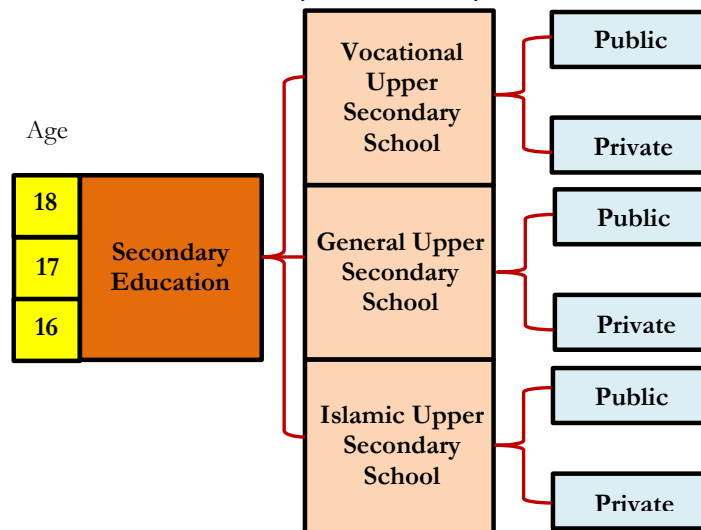 Age
18
17
16
Secondary
Education
Vocational
Upper
Secondary
School
General Upper
Secondary
School
Islamic Upper
Secondary
School
Public
Private
Public
Private
Public
Private